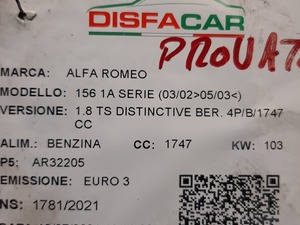 DISFACAR
PROVAT
MARCA: ALFA ROMEO
MODELLO: 156 1A SERIE (03/02>05/03<)
VERSIONE: 1.8 TS DISTINCTIVE BER. 4P/B/1747
CC
ALIM.: BENZINA CC: 1747 KW: 103
P5: AR32205
EMISSIONE: EURO 3
NS: 1781/2021